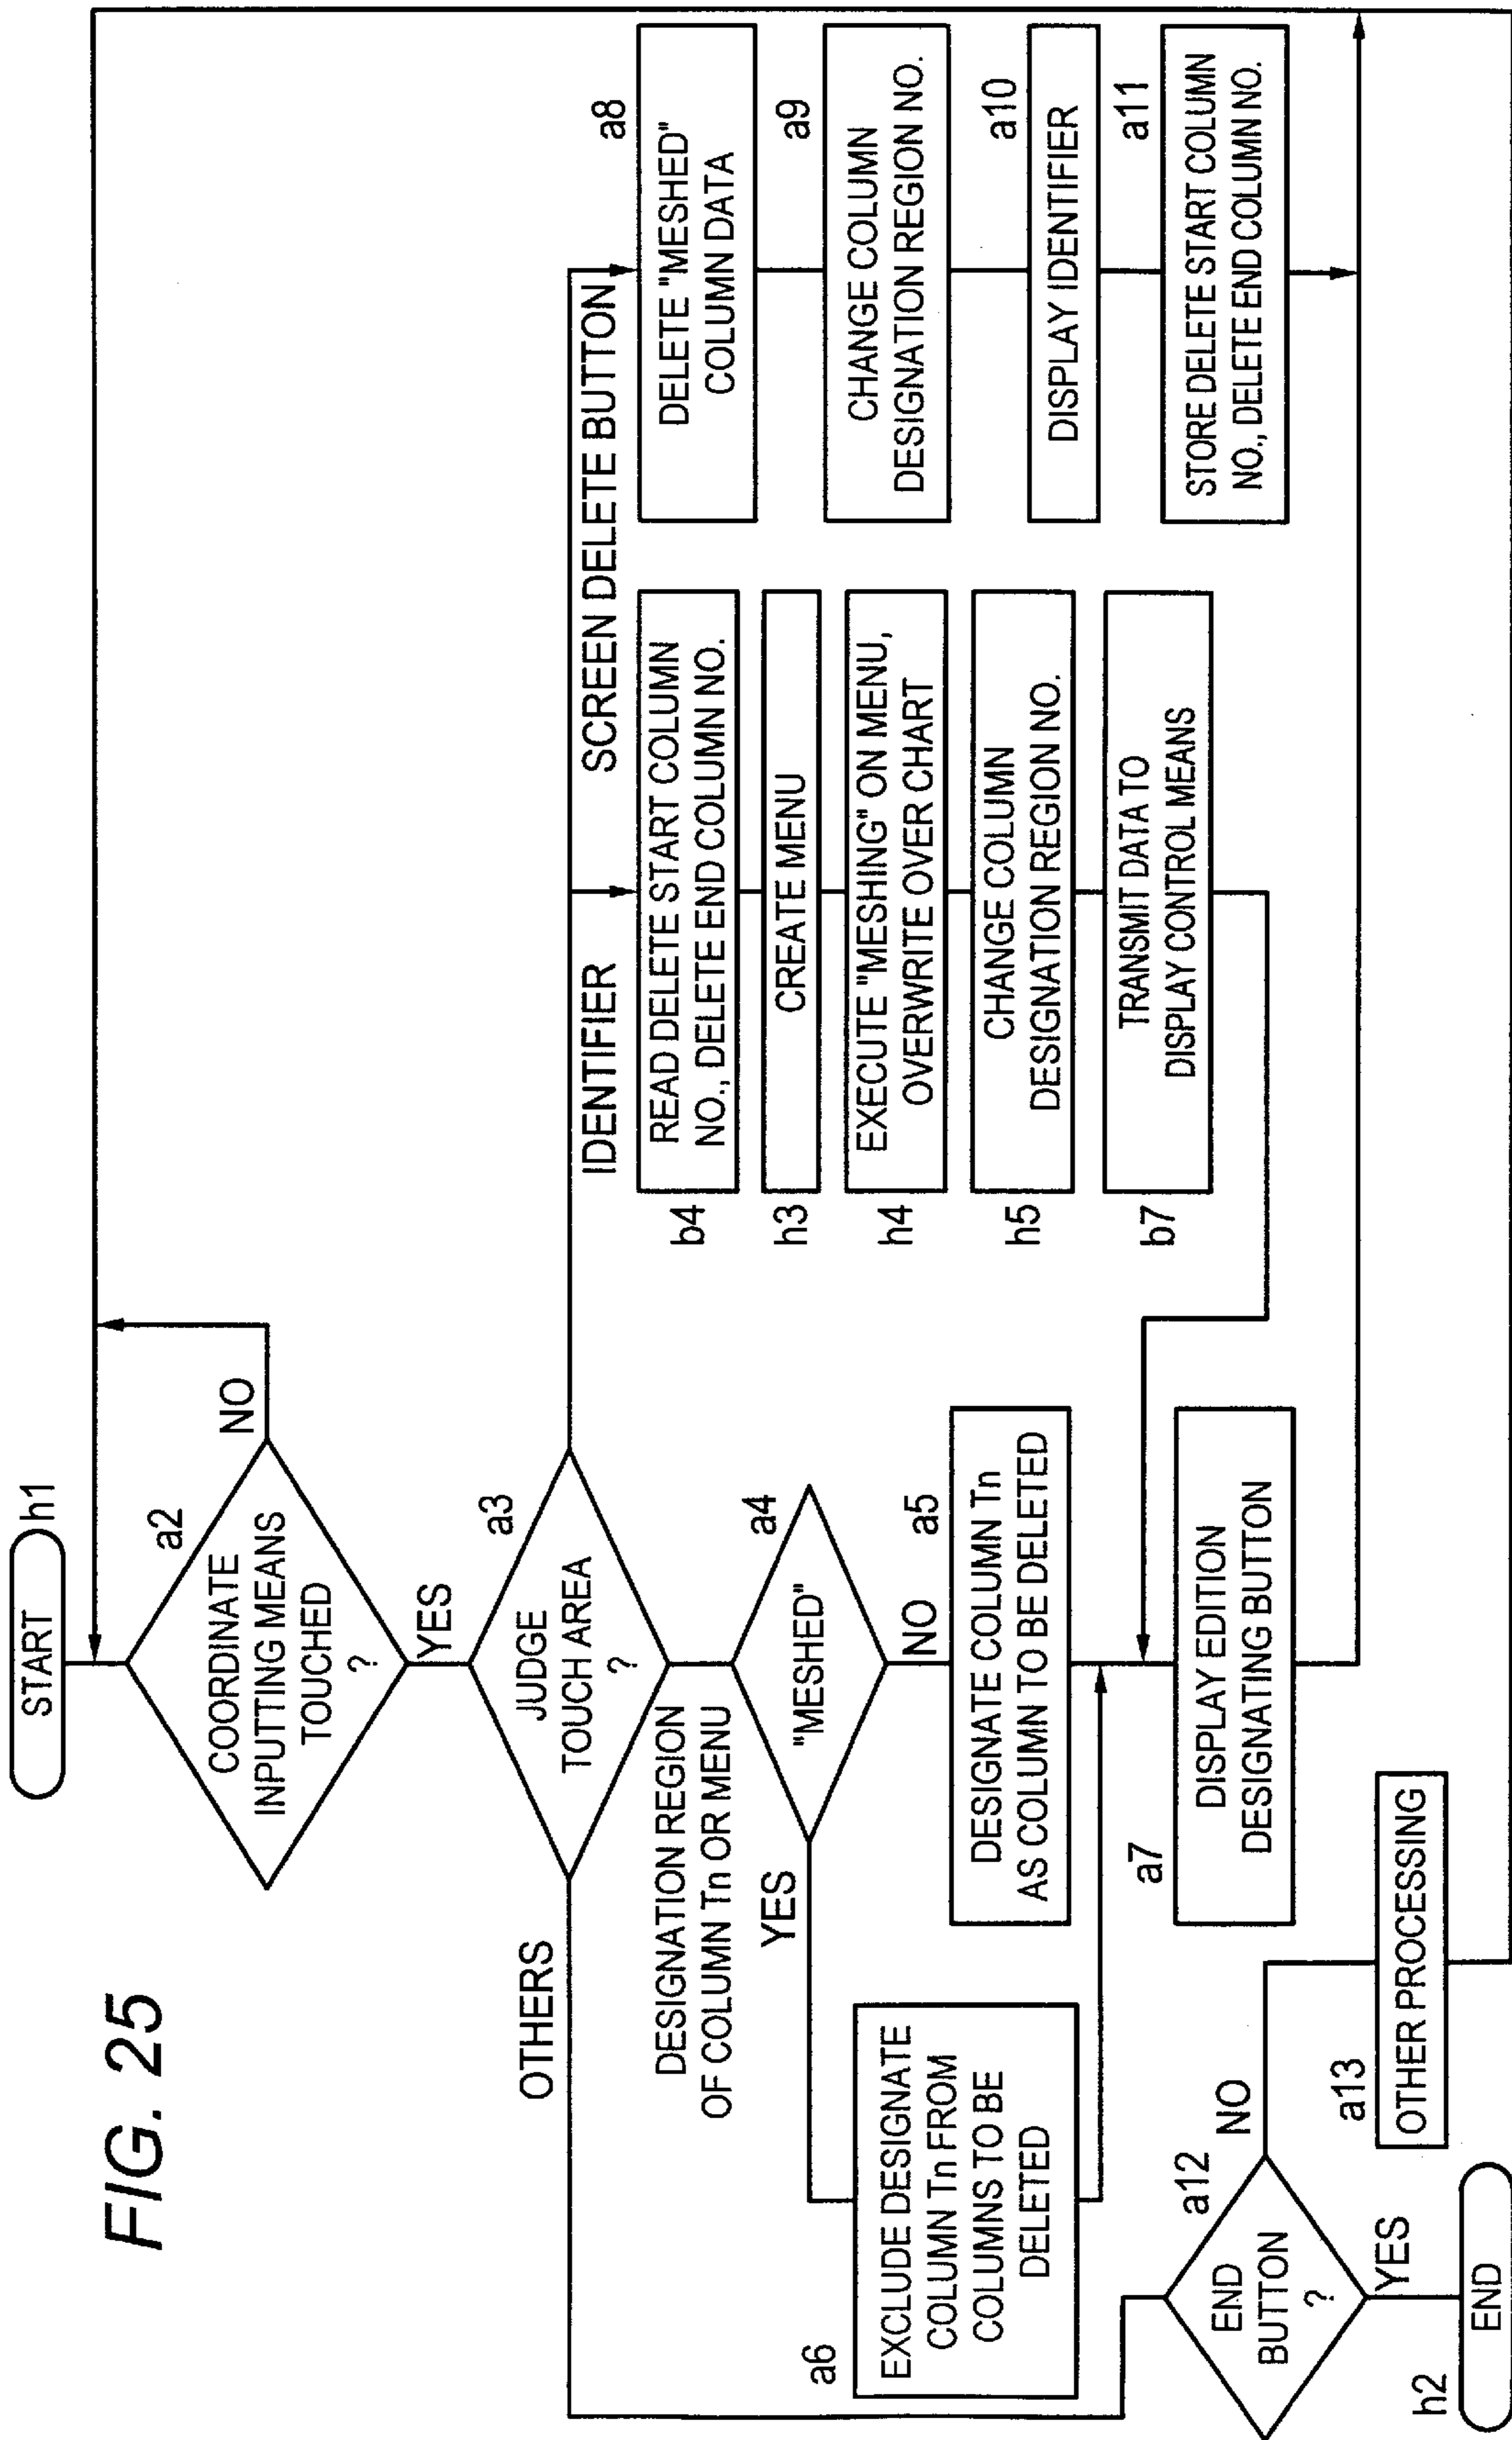 FIG. 25
START
h1
COORDINATE
INPUTTING MEANS
TOUCHED
?
a2
NO
YES
JUDGE
TOUCH AREA
?
a3
OTHERS
DESIGNATION REGION
OF COLUMN Tn OR MENU
"MESHED"
a4
YES
NO
EXCLUDE DESIGNATE
COLUMN Tn FROM
COLUMNS TO BE
DELETED
a6
DESIGNATE COLUMN Tn
AS COLUMN TO BE DELETED
a5
DISPLAY EDITION
DESIGNATING BUTTON
a7
IDENTIFIER
READ DELETE START COLUMN
NO., DELETE END COLUMN NO.
b4
CREATE MENU
h3
EXECUTE "MESHING" ON MENU,
OVERWRITE OVER CHART
h4
CHANGE COLUMN
DESIGNATION REGION NO.
h5
TRANSMIT DATA TO
DISPLAY CONTROL MEANS
b7
SCREEN DELETE BUTTON
DELETE "MESHED"
COLUMN DATA
a8
CHANGE COLUMN
DESIGNATION REGION NO.
a9
DISPLAY IDENTIFIER
a10
STORE DELETE START COLUMN
NO., DELETE END COLUMN NO.
a11
END
BUTTON
?
a12
NO
YES
OTHER PROCESSING
a13
END
h2